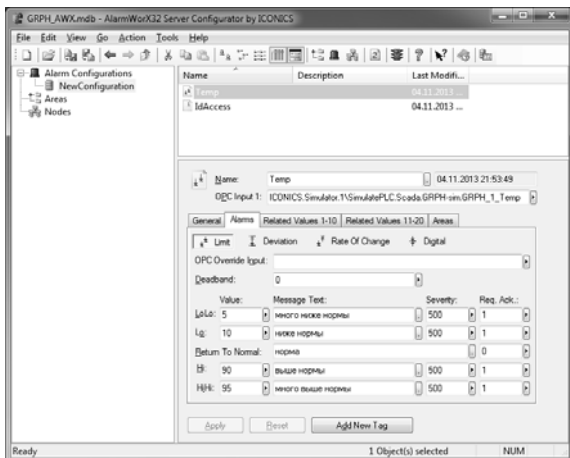 GRPH_AWX.mdb - AlarmWorX32 Server Configurator by ICONICS
File Edit View Go Action Tools Help
Alarm Configurations
NewConfiguration
Areas
Nodes
Name Description Last Modifi...
Temp 04.11.2013 ...
IdAccess 04.11.2013 ...
Name: Temp 04.11.2013 21:53:49
OPC Input 1: ICONICS.Simulator.1\SimulatePLC.Scada.GRPH-sim.GRPH_1_Temp
General Alarms Related Values 1-10 Related Values 11-20 Areas
Limit Deviation Rate Of Change Digital
OPC Override Input:
Deadband: 0
Value: Message Text: Severity: Req. Ack.:
LoLo: 5 много ниже нормы 500 1
Lo: 10 ниже нормы 500 1
Return To Normal: норма 0
Hi: 90 выше нормы 500 1
HiHi: 95 много выше нормы 500 1
Apply Reset Add New Tag
Ready 1 Object(s) selected NUM